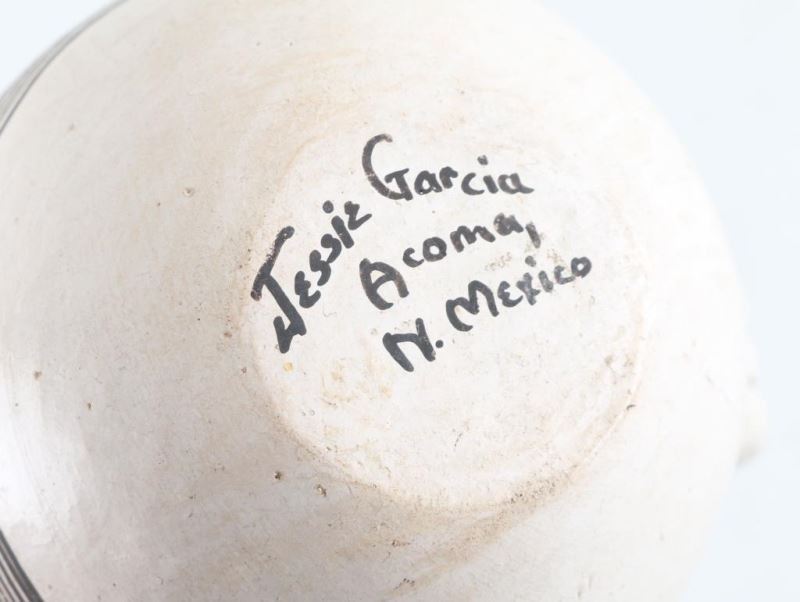 Jessie Garcia
Acoma,
N. Mexico